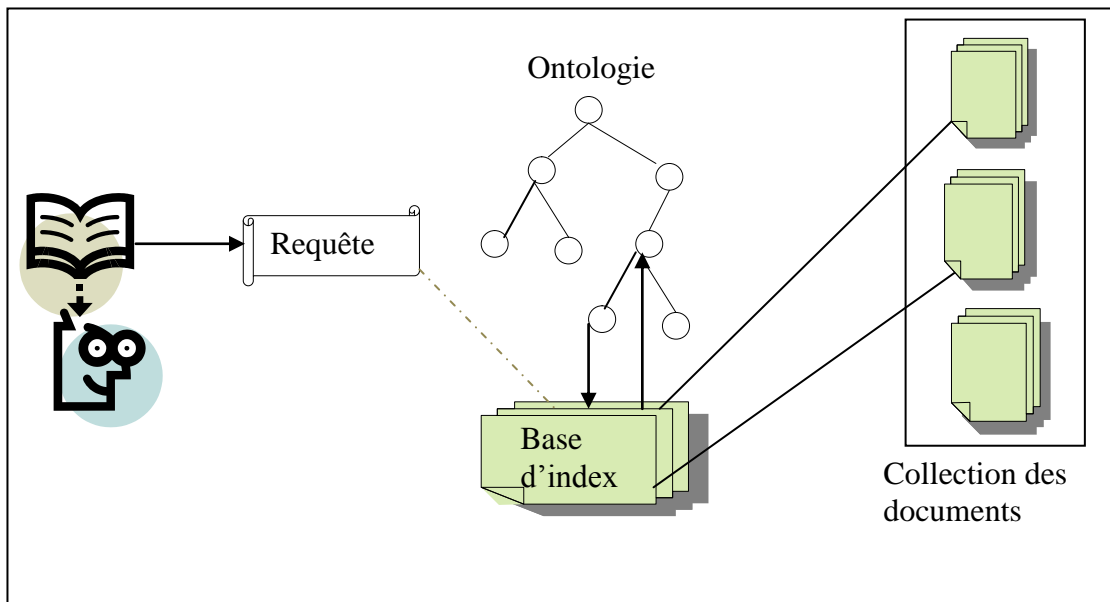 Ontologie
Requête
Base
d’index
Collection des
documents